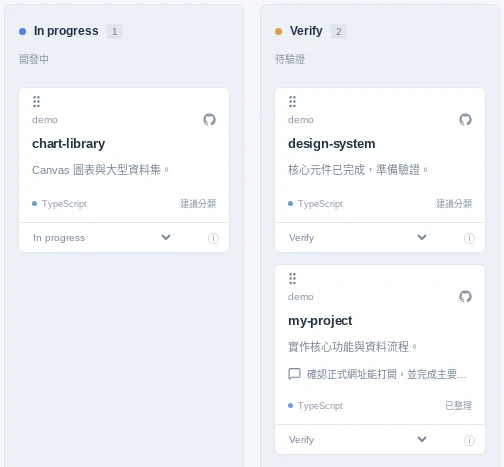 In progress 1
開發中
demo
chart-library
Canvas 圖表與大型資料集。
TypeScript 建議分類
In progress
Verify 2
待驗證
demo
design-system
核心元件已完成，準備驗證。
TypeScript 建議分類
Verify
demo
my-project
實作核心功能與資料流程。
確認正式網址能打開，並完成主要…
TypeScript 已整理
Verify